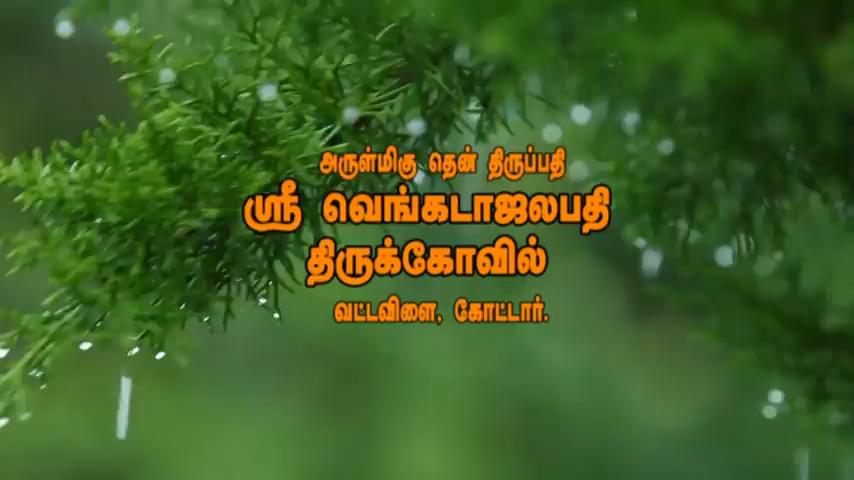 அருள்மிகு தென் திருப்பதி
ஸ்ரீ வெங்கடாஜலபதி
திருக்கோவில்
வட்டவிளை, கோட்டார்.